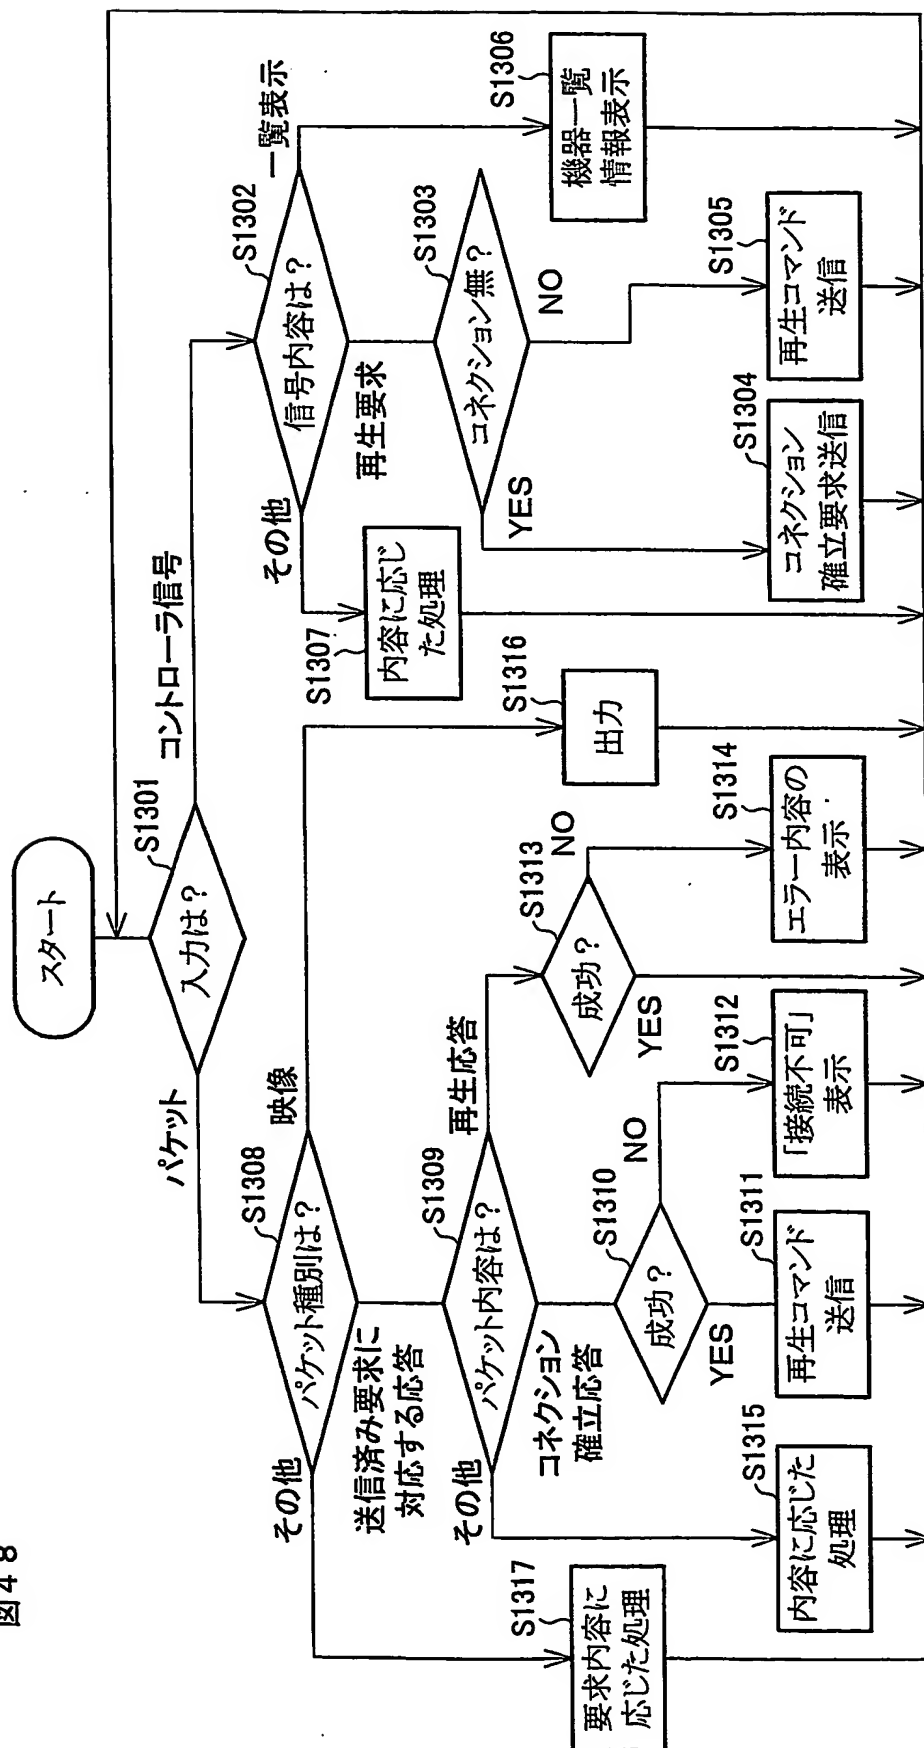 図48
スタート
S1301
入力は？
パケット
コントローラ信号
S1308
パケット種別は？
その他
映像
送信済み要求に
対応する応答
S1309
パケット内容は？
その他
再生応答
コネクション
確立応答
S1310
成功？
YES
NO
S1313
成功？
YES
NO
S1317
要求内容に
応じた処理
S1315
内容に応じた
処理
S1311
再生コマンド
送信
S1312
「接続不可」
表示
S1314
エラー内容の
表示
S1316
出力
S1302
信号内容は？
その他
一覧表示
再生要求
S1307
内容に応じ
た処理
S1303
コネクション無？
YES
NO
S1304
コネクション
確立要求送信
S1305
再生コマンド
送信
S1306
機器一覧
情報表示